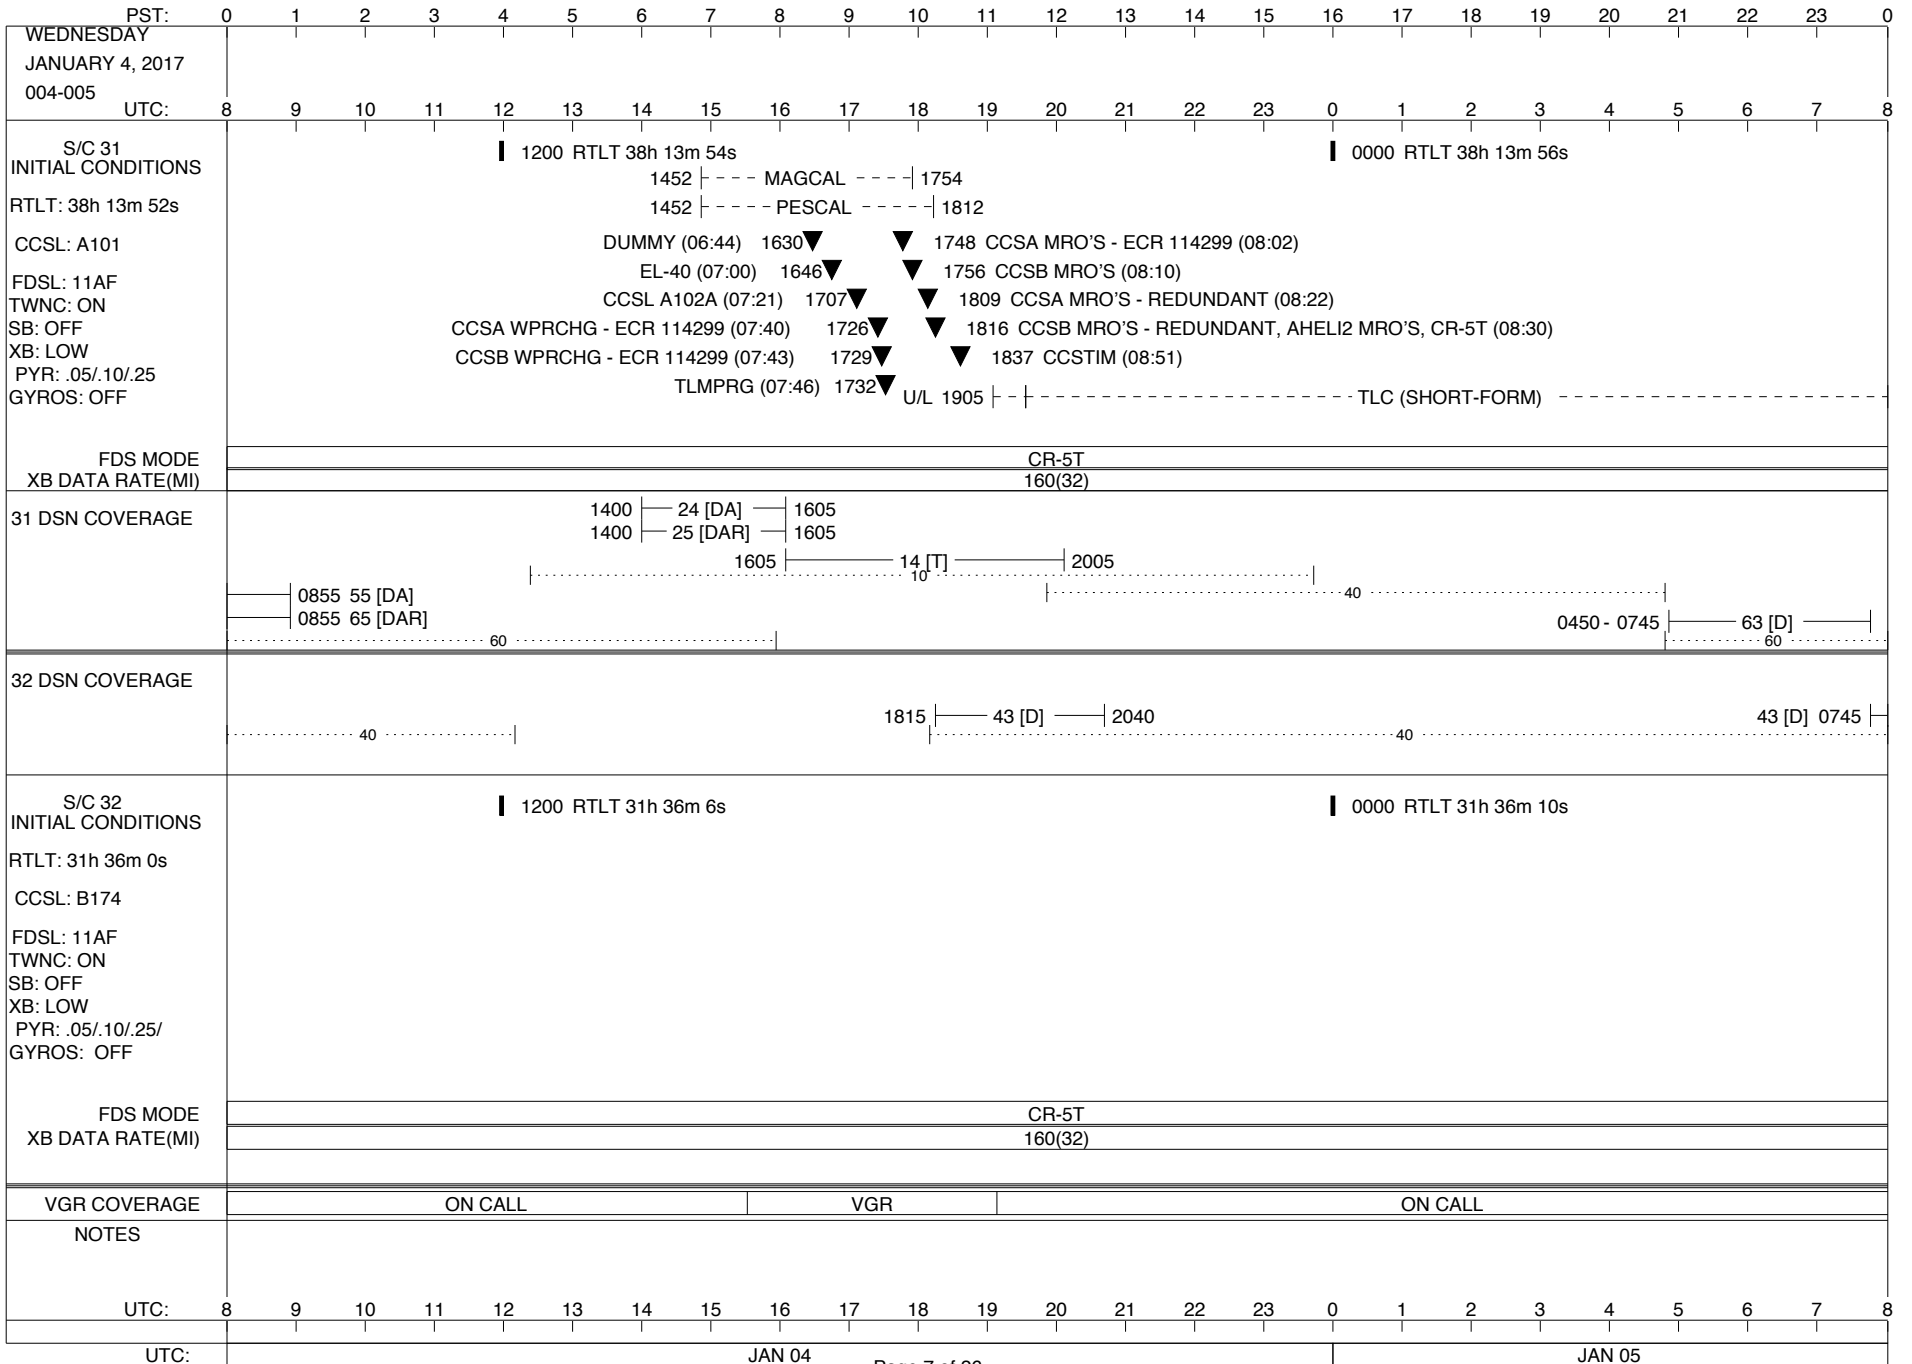 PST: 0 1 2 3 4 5 6 7 8 9 10 11 12 13 14 15 16 17 18 19 20 21 22 23 0
WEDNESDAY
JANUARY 4, 2017
004-005
UTC: 8 9 10 11 12 13 14 15 16 17 18 19 20 21 22 23 0 1 2 3 4 5 6 7 8
S/C 31
INITIAL CONDITIONS
RTLT: 38h 13m 52s
CCSL: A101
FDSL: 11AF
TWNC: ON
SB: OFF
XB: LOW
PYR: .05/.10/.25
GYROS: OFF
1200 RTLT 38h 13m 54s
0000 RTLT 38h 13m 56s
1452 MAGCAL 1754
1452 PESCAL 1812
DUMMY (06:44) 1630
1748 CCSA MRO'S - ECR 114299 (08:02)
EL-40 (07:00) 1646
1756 CCSB MRO'S (08:10)
CCSL A102A (07:21) 1707
1809 CCSA MRO'S - REDUNDANT (08:22)
CCSA WPRCHG - ECR 114299 (07:40) 1726
1816 CCSB MRO'S - REDUNDANT, AHELI2 MRO'S, CR-5T (08:30)
CCSB WPRCHG - ECR 114299 (07:43) 1729
1837 CCSTIM (08:51)
TLMPRG (07:46) 1732
U/L 1905 TLC (SHORT-FORM)
FDS MODE CR-5T
XB DATA RATE(MI) 160(32)
31 DSN COVERAGE
1400 24 [DA] 1605
1400 25 [DAR] 1605
1605 14 [T] 2005
10
40
0855 55 [DA]
0855 65 [DAR]
0450 - 0745 63 [D]
60 60
32 DSN COVERAGE
1815 43 [D] 2040
43 [D] 0745
40 40
S/C 32
INITIAL CONDITIONS
RTLT: 31h 36m 0s
CCSL: B174
FDSL: 11AF
TWNC: ON
SB: OFF
XB: LOW
PYR: .05/.10/.25/
GYROS: OFF
1200 RTLT 31h 36m 6s
0000 RTLT 31h 36m 10s
FDS MODE CR-5T
XB DATA RATE(MI) 160(32)
VGR COVERAGE ON CALL VGR ON CALL
NOTES
UTC: 8 9 10 11 12 13 14 15 16 17 18 19 20 21 22 23 0 1 2 3 4 5 6 7 8
UTC: JAN 04 JAN 05